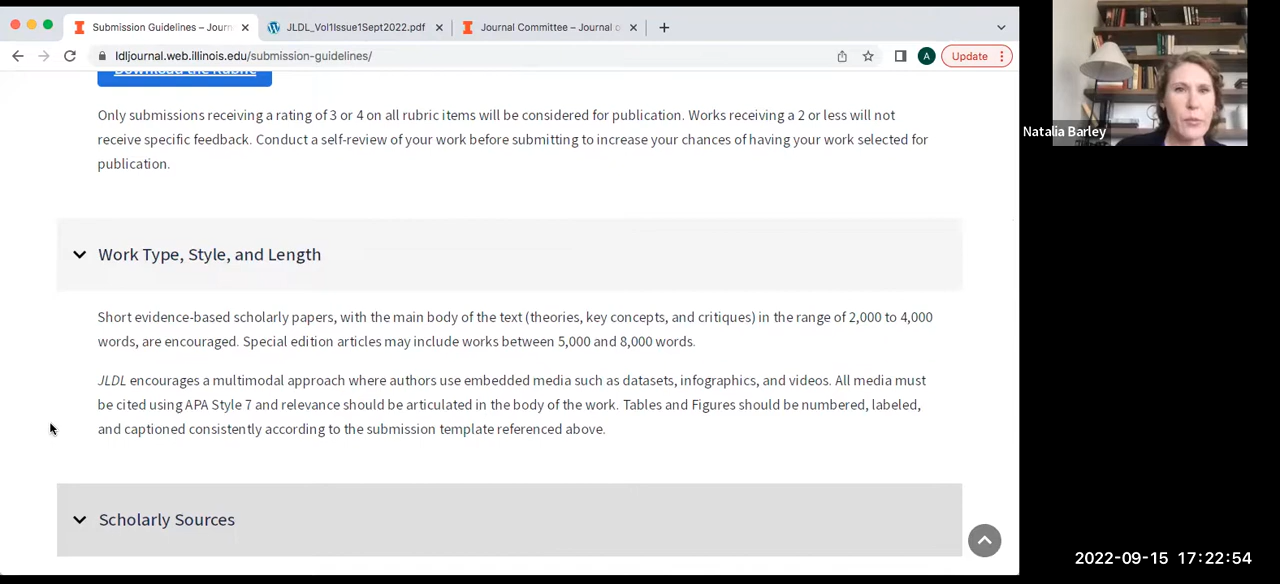 Submission Guidelines – Journ
JLDL_Vol1Issue1Sept2022.pdf
Journal Committee – Journal o
ldljournal.web.illinois.edu/submission-guidelines/
A
Update
Download the Rubric
Only submissions receiving a rating of 3 or 4 on all rubric items will be considered for publication. Works receiving a 2 or less will not
receive specific feedback. Conduct a self-review of your work before submitting to increase your chances of having your work selected for
publication.
Work Type, Style, and Length
Short evidence-based scholarly papers, with the main body of the text (theories, key concepts, and critiques) in the range of 2,000 to 4,000
words, are encouraged. Special edition articles may include works between 5,000 and 8,000 words.
JLDL encourages a multimodal approach where authors use embedded media such as datasets, infographics, and videos. All media must
be cited using APA Style 7 and relevance should be articulated in the body of the work. Tables and Figures should be numbered, labeled,
and captioned consistently according to the submission template referenced above.
Scholarly Sources
Natalia Barley
2022-09-15 17:22:54